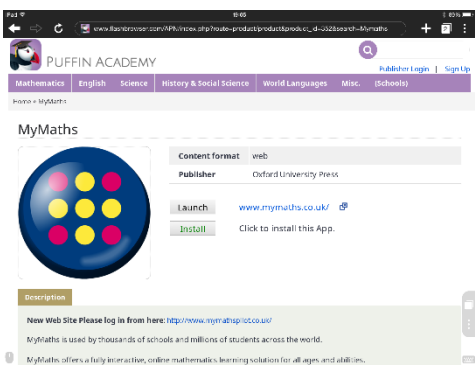 iPad
15:05
www.flashbrowser.com/APN/index.php?route=product/product&product_id=352&search=Mymaths
PUFFIN ACADEMY
Publisher Login | Sign Up
Mathematics English Science History & Social Science World Languages Misc. (Schools)
Home » MyMaths
MyMaths
Content format web
Publisher Oxford University Press
Launch www.mymaths.co.uk/
Install Click to install this App.
Description
New Web Site Please log in from here: http://www.mymathspilot.co.uk/
MyMaths is used by thousands of schools and millions of students across the world.
MyMaths offers a fully interactive, online mathematics learning solution for all ages and abilities.